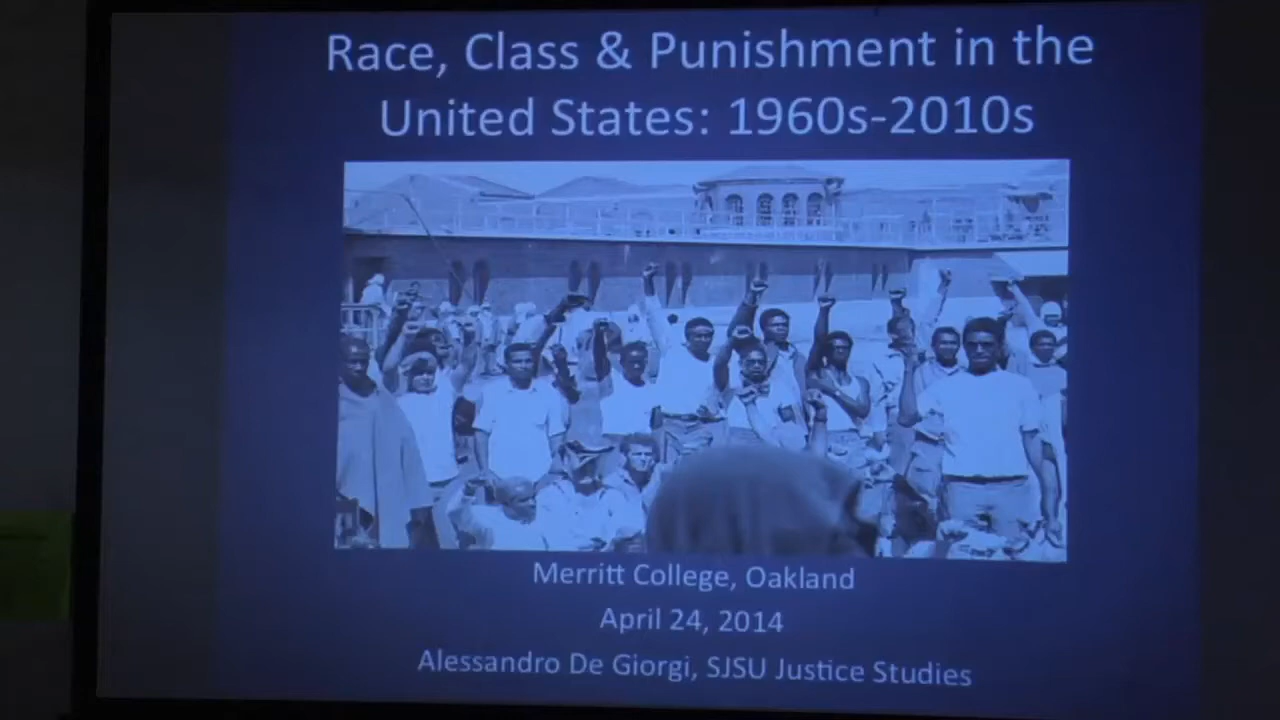 Race, Class & Punishment in the
United States: 1960s-2010s
Merritt College, Oakland
April 24, 2014
Alessandro De Giorgi, SJSU Justice Studies